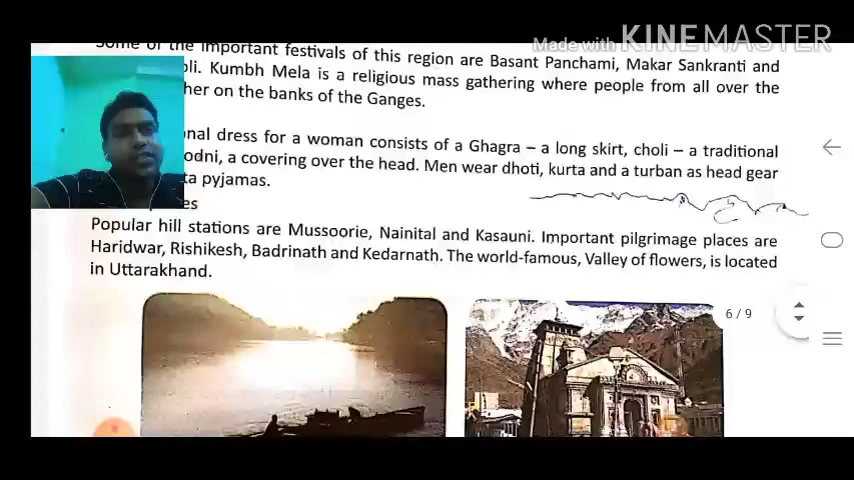 Made with KINEMASTER
Some of the important festivals of this region are Basant Panchami, Makar Sankranti and
oli. Kumbh Mela is a religious mass gathering where people from all over the
her on the banks of the Ganges.
onal dress for a woman consists of a Ghagra – a long skirt, choli – a traditional
odni, a covering over the head. Men wear dhoti, kurta and a turban as head gear
ta pyjamas.
es
Popular hill stations are Mussoorie, Nainital and Kasauni. Important pilgrimage places are
Haridwar, Rishikesh, Badrinath and Kedarnath. The world-famous, Valley of flowers, is located
in Uttarakhand.
6/9